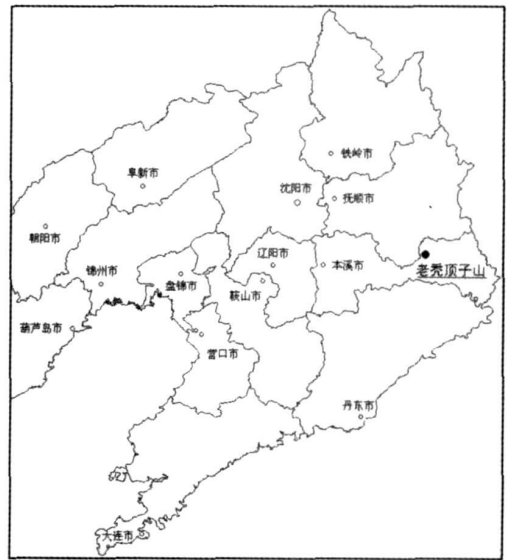 铁岭市
阜新市
沈阳市
抚顺市
朝阳市
辽阳市
本溪市
老秃顶子山
锦州市
盘锦市
鞍山市
葫芦岛市
营口市
丹东市
大连市